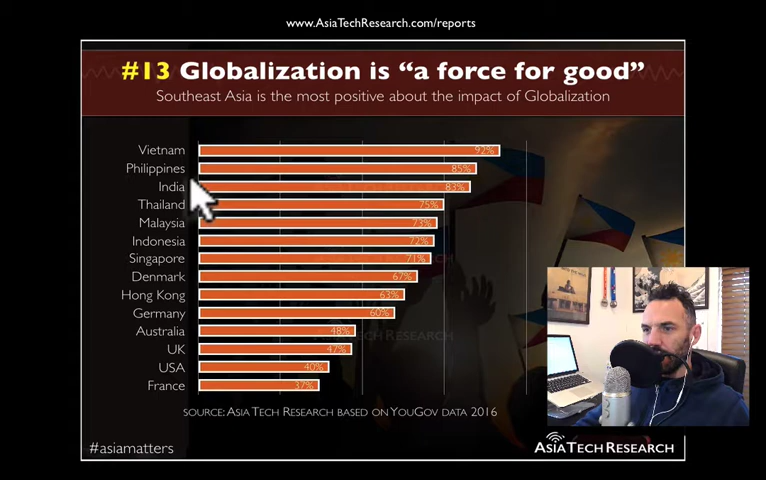 www.AsiaTechResearch.com/reports
#13 Globalization is “a force for good”
Southeast Asia is the most positive about the impact of Globalization
Vietnam 92%
Philippines 85%
India 83%
Thailand 75%
Malaysia 73%
Indonesia 72%
Singapore 71%
Denmark 67%
Hong Kong 63%
Germany 60%
Australia 48%
UK 47%
USA 40%
France 37%
SOURCE: ASIA TECH RESEARCH BASED ON YOUGOV DATA 2016
#asiamatters
ASIATECHRESEARCH